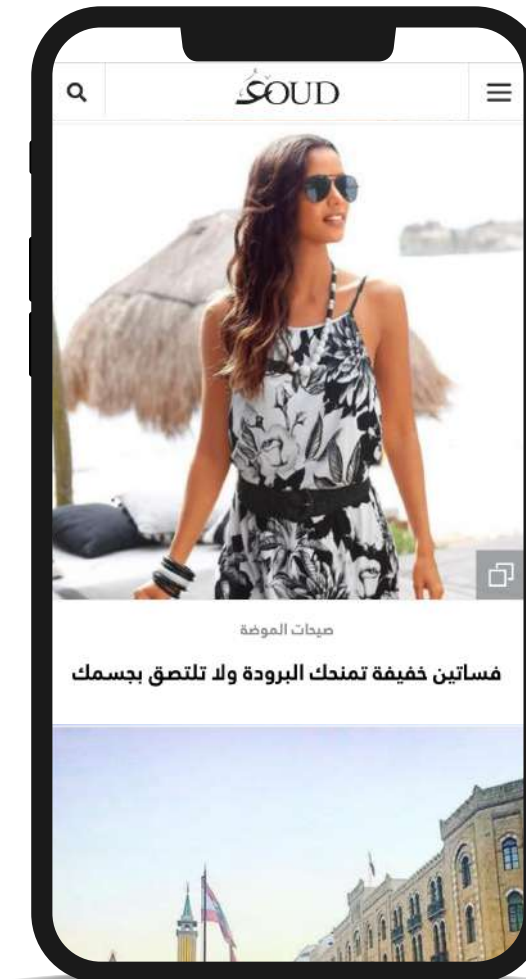 SOUD
صيحات الموضة
فساتين خفيفة تمنحك البرودة ولا تلتصق بجسمك